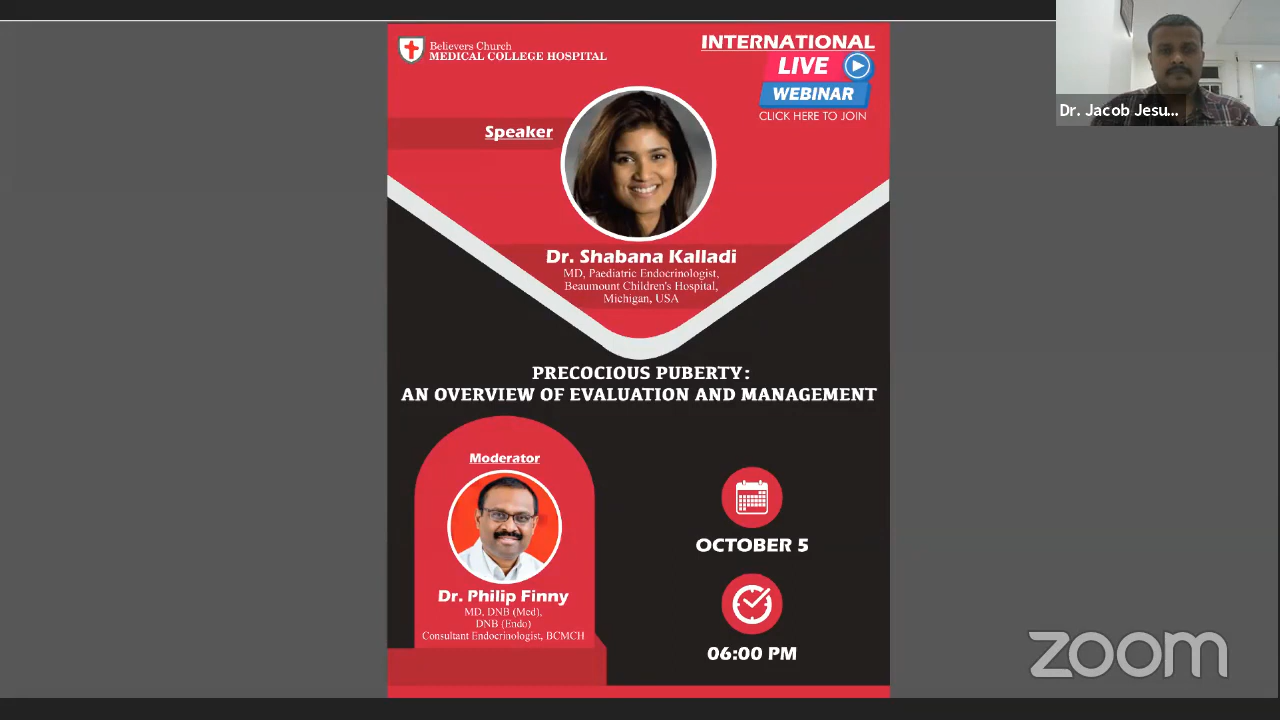 Believers Church
MEDICAL COLLEGE HOSPITAL
INTERNATIONAL
LIVE
WEBINAR
CLICK HERE TO JOIN
Dr. Jacob Jesu...
Speaker
Dr. Shabana Kalladi
MD, Paediatric Endocrinologist,
Beaumount Children's Hospital,
Michigan, USA
PRECOCIOUS PUBERTY:
AN OVERVIEW OF EVALUATION AND MANAGEMENT
Moderator
Dr. Philip Finny
MD, DNB (Med),
DNB (Endo)
Consultant Endocrinologist, BCMCH
OCTOBER 5
06:00 PM
zoom